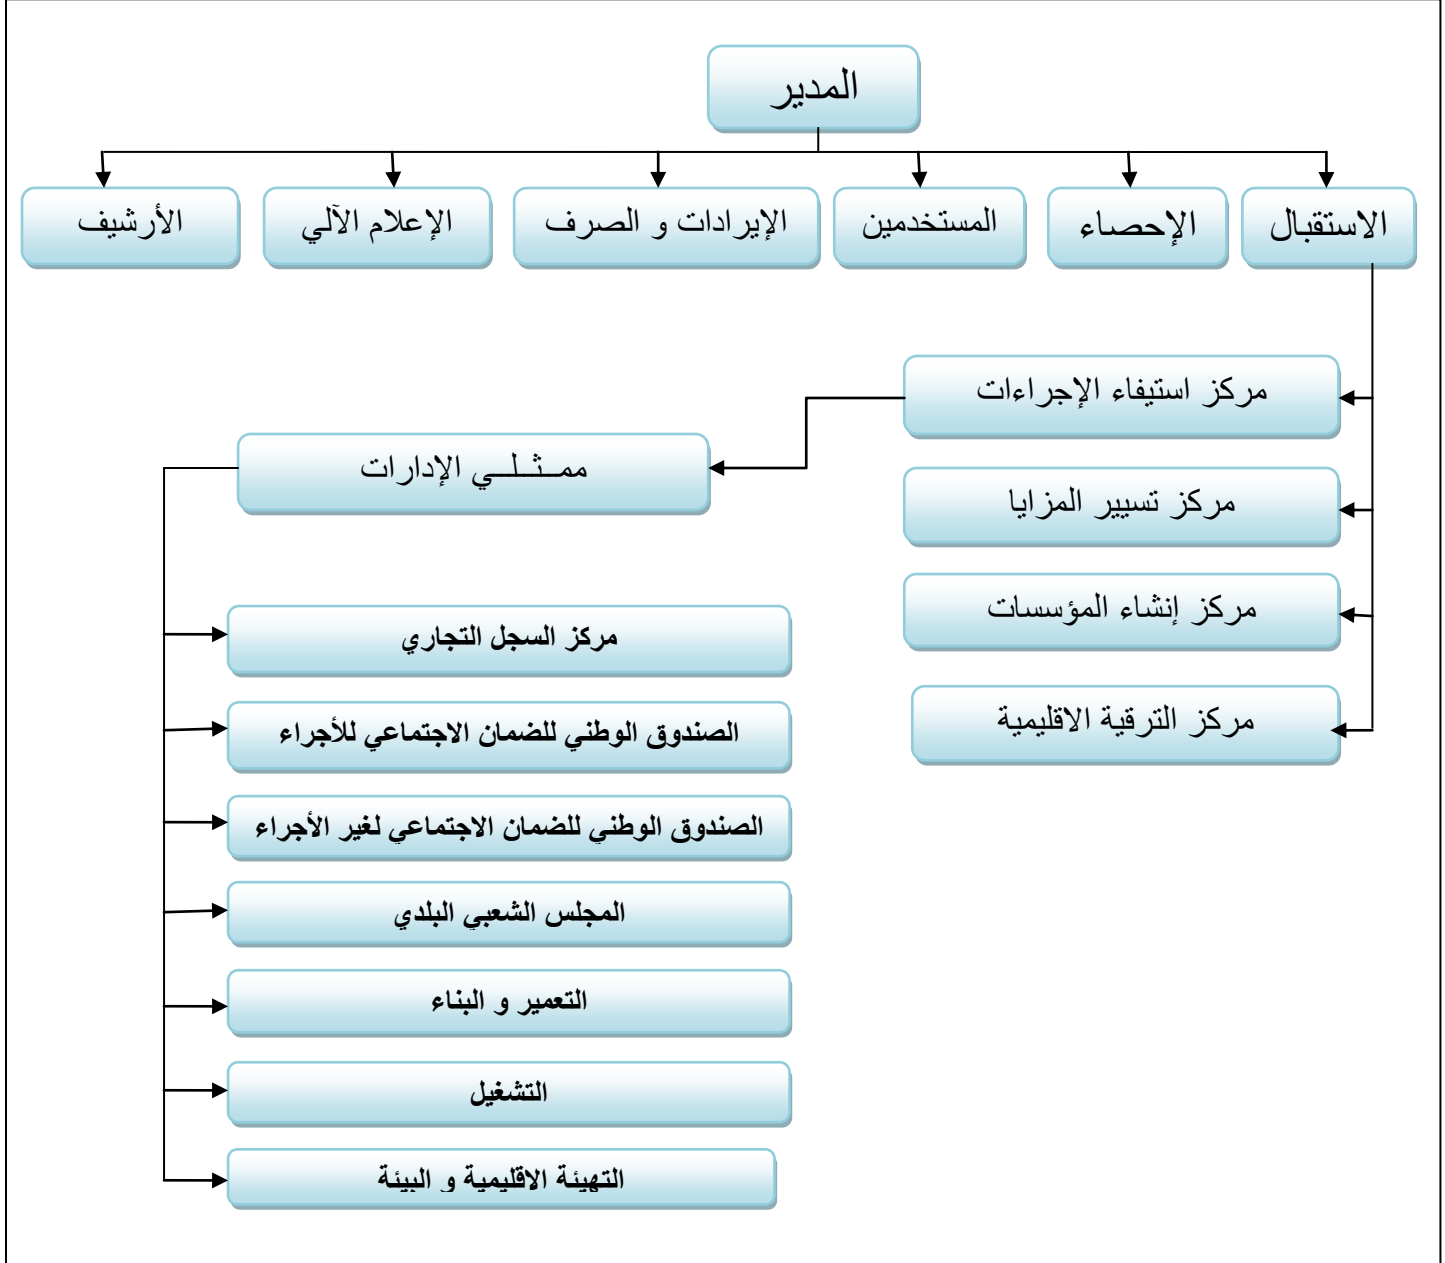 المدير
الاستقبال
الإحصاء
المستخدمين
الإيرادات و الصرف
الإعلام الآلي
الأرشيف
مركز استيفاء الإجراءات
ممــثــلــــي الإدارات
مركز تسيير المزايا
مركز إنشاء المؤسسات
مركز الترقية الاقليمية
مركز السجل التجاري
الصندوق الوطني للضمان الاجتماعي للأجراء
الصندوق الوطني للضمان الاجتماعي لغير الأجراء
المجلس الشعبي البلدي
التعمير و البناء
التشغيل
التهيئة الاقليمية و البيئة